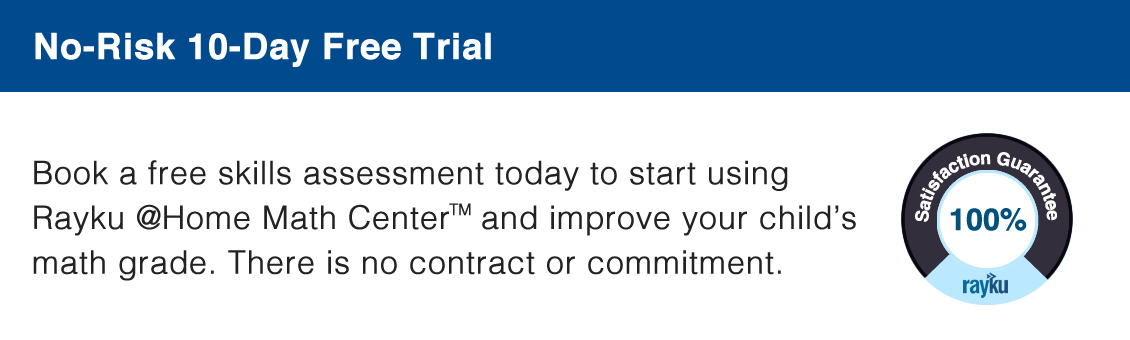 No-Risk 10-Day Free Trial
Book a free skills assessment today to start using
Rayku @Home Math Center™ and improve your child’s
math grade. There is no contract or commitment.
Satisfaction Guarantee
100%
rayku